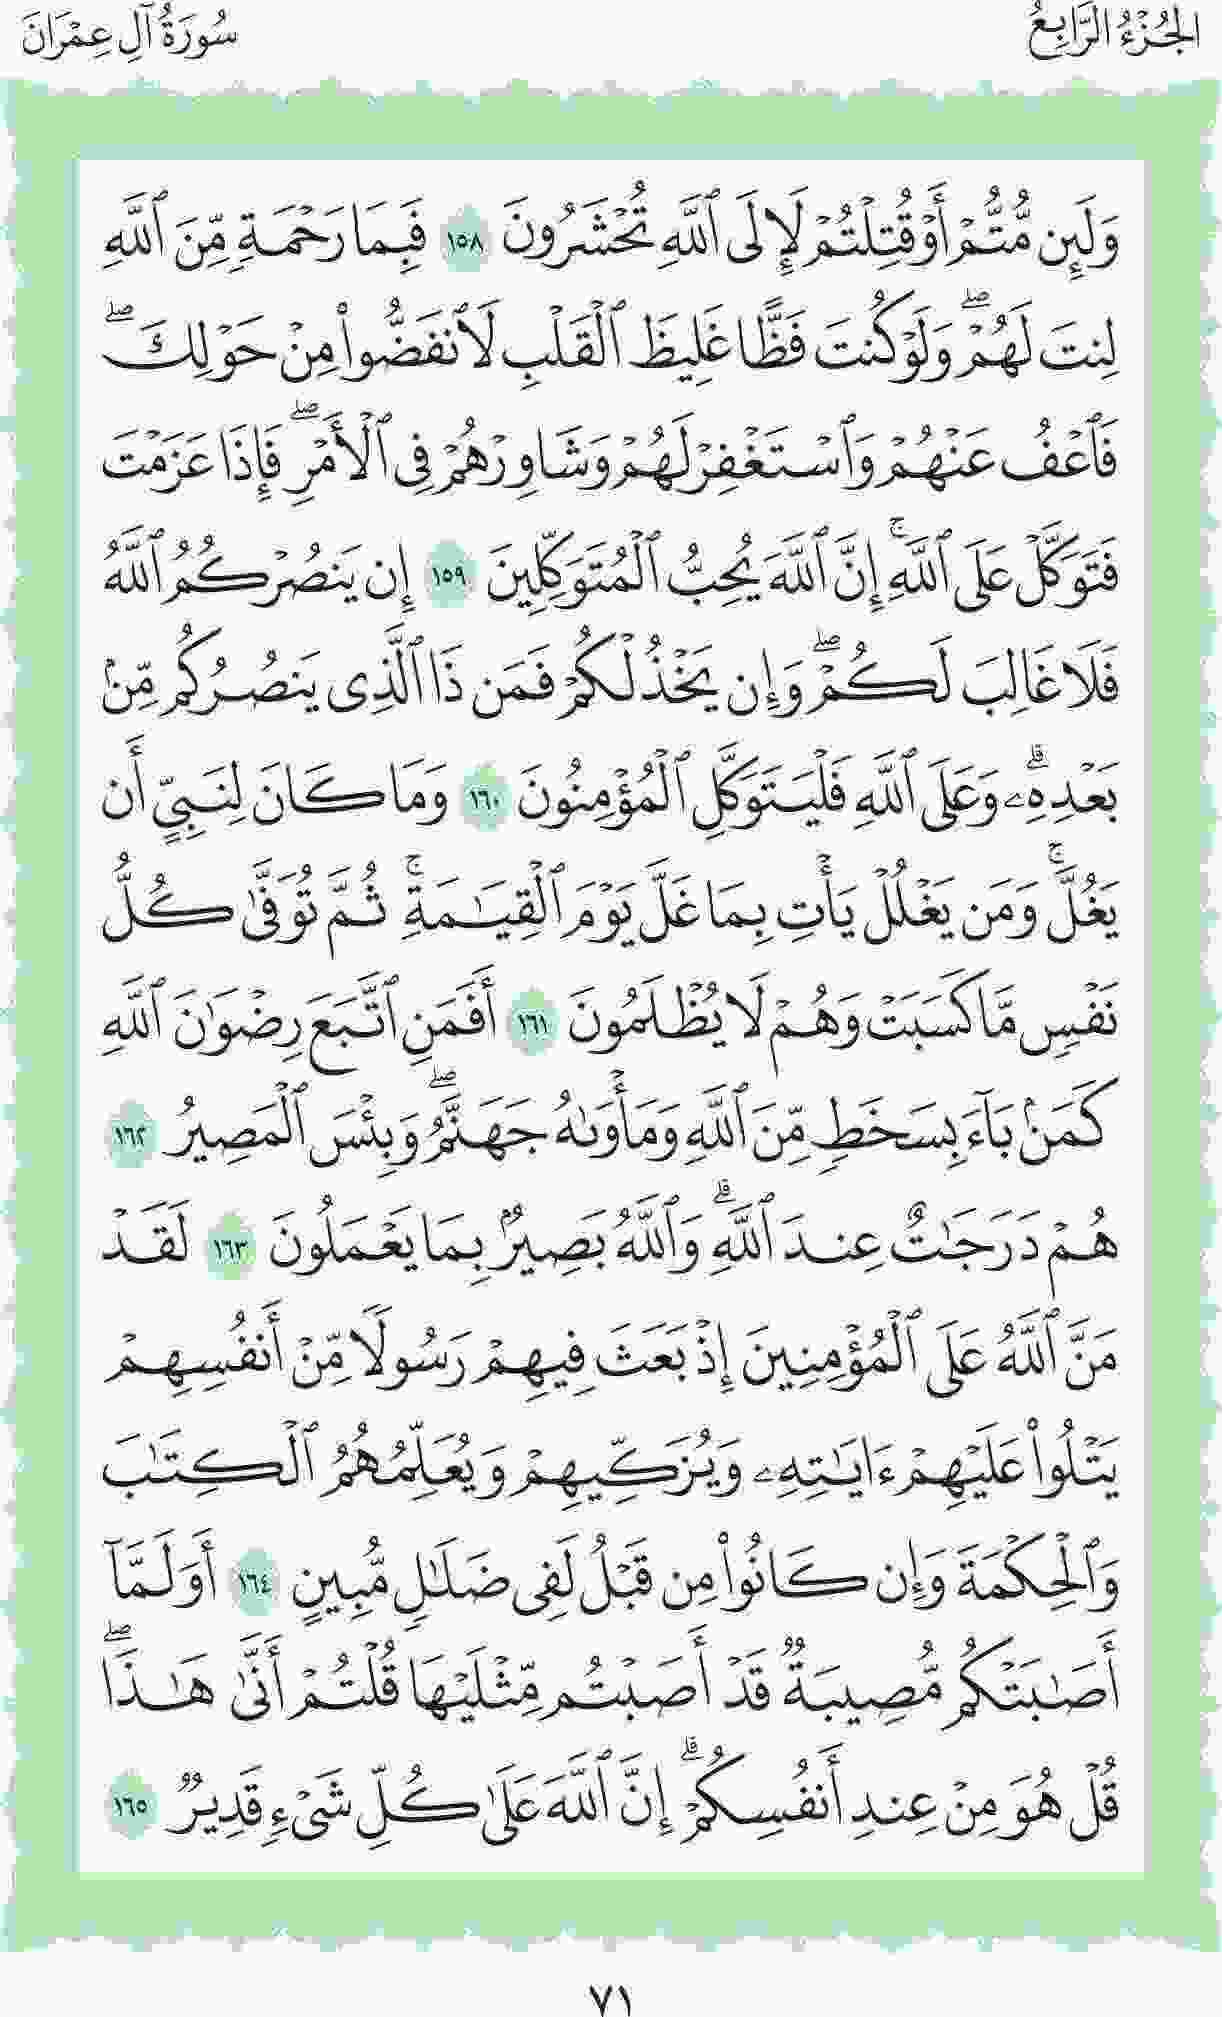 الجُزْءُ الرَّابِعُ
سُورَةُ آلِ عِمْرَانَ
وَلَئِن مُّتُّمْ أَوْ قُتِلْتُمْ لَإِلَى ٱللَّهِ تُحْشَرُونَ ١٥٨ فَبِمَا رَحْمَةٍ مِّنَ ٱللَّهِ
لِنتَ لَهُمْ ۖ وَلَوْ كُنتَ فَظًّا غَلِيظَ ٱلْقَلْبِ لَٱنفَضُّوا۟ مِنْ حَوْلِكَ ۖ
فَٱعْفُ عَنْهُمْ وَٱسْتَغْفِرْ لَهُمْ وَشَاوِرْهُمْ فِى ٱلْأَمْرِ ۖ فَإِذَا عَزَمْتَ
فَتَوَكَّلْ عَلَى ٱللَّهِ ۚ إِنَّ ٱللَّهَ يُحِبُّ ٱلْمُتَوَكِّلِينَ ١٥٩ إِن يَنصُرْكُمُ ٱللَّهُ
فَلَا غَالِبَ لَكُمْ ۖ وَإِن يَخْذُلْكُمْ فَمَن ذَا ٱلَّذِى يَنصُرُكُم مِّنۢ
بَعْدِهِۦ ۗ وَعَلَى ٱللَّهِ فَلْيَتَوَكَّلِ ٱلْمُؤْمِنُونَ ١٦٠ وَمَا كَانَ لِنَبِىٍّ أَن
يَغُلَّ ۚ وَمَن يَغْلُلْ يَأْتِ بِمَا غَلَّ يَوْمَ ٱلْقِيَـٰمَةِ ۚ ثُمَّ تُوَفَّىٰ كُلُّ
نَفْسٍ مَّا كَسَبَتْ وَهُمْ لَا يُظْلَمُونَ ١٦١ أَفَمَنِ ٱتَّبَعَ رِضْوَٰنَ ٱللَّهِ
كَمَنۢ بَآءَ بِسَخَطٍ مِّنَ ٱللَّهِ وَمَأْوَىٰهُ جَهَنَّمُ ۖ وَبِئْسَ ٱلْمَصِيرُ ١٦٢
هُمْ دَرَجَـٰتٌ عِندَ ٱللَّهِ ۗ وَٱللَّهُ بَصِيرٌۢ بِمَا يَعْمَلُونَ ١٦٣ لَقَدْ
مَنَّ ٱللَّهُ عَلَى ٱلْمُؤْمِنِينَ إِذْ بَعَثَ فِيهِمْ رَسُولًا مِّنْ أَنفُسِهِمْ
يَتْلُوا۟ عَلَيْهِمْ ءَايَـٰتِهِۦ وَيُزَكِّيهِمْ وَيُعَلِّمُهُمُ ٱلْكِتَـٰبَ
وَٱلْحِكْمَةَ وَإِن كَانُوا۟ مِن قَبْلُ لَفِى ضَلَـٰلٍ مُّبِينٍ ١٦٤ أَوَلَمَّآ
أَصَـٰبَتْكُم مُّصِيبَةٌ قَدْ أَصَبْتُم مِّثْلَيْهَا قُلْتُمْ أَنَّىٰ هَـٰذَا ۖ
قُلْ هُوَ مِنْ عِندِ أَنفُسِكُمْ ۗ إِنَّ ٱللَّهَ عَلَىٰ كُلِّ شَىْءٍ قَدِيرٌ ١٦٥
٧١